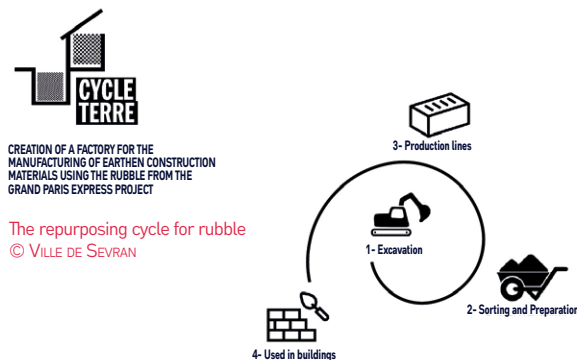 CYCLE
TERRE
CREATION OF A FACTORY FOR THE
MANUFACTURING OF EARTHEN CONSTRUCTION
MATERIALS USING THE RUBBLE FROM THE
GRAND PARIS EXPRESS PROJECT
The repurposing cycle for rubble
© Ville de Sevran
3- Production lines
1- Excavation
2- Sorting and Preparation
4- Used in buildings